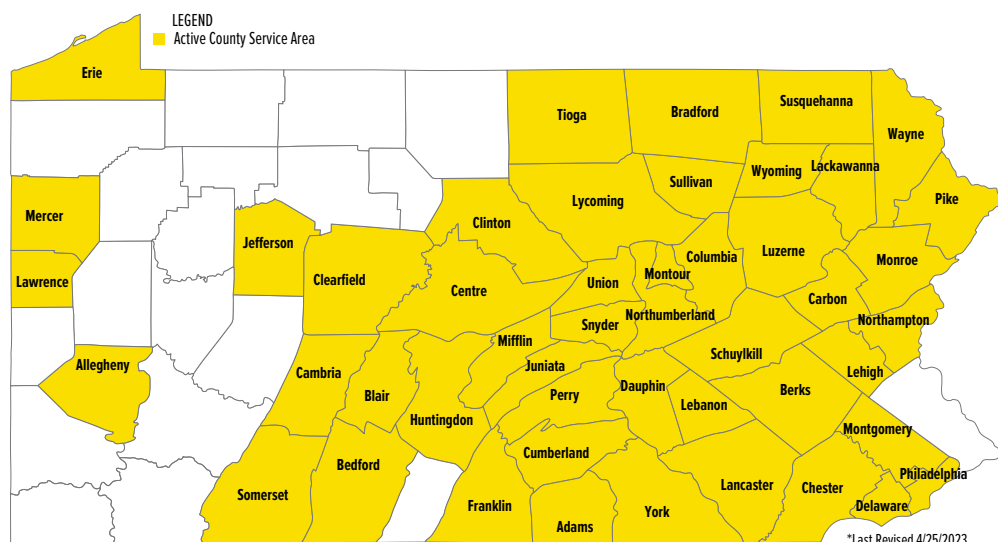 LEGEND
Active County Service Area
Erie
Tioga
Bradford
Susquehanna
Wayne
Wyoming
Lackawanna
Sullivan
Lycoming
Pike
Mercer
Clinton
Jefferson
Columbia
Luzerne
Monroe
Clearfield
Montour
Union
Lawrence
Centre
Carbon
Northumberland
Northampton
Snyder
Mifflin
Schuylkill
Allegheny
Juniata
Cambria
Lehigh
Dauphin
Berks
Blair
Perry
Lebanon
Huntingdon
Montgomery
Cumberland
Bedford
Philadelphia
Lancaster
Chester
Somerset
Franklin
Delaware
York
Adams
*Last Revised 4/25/2023